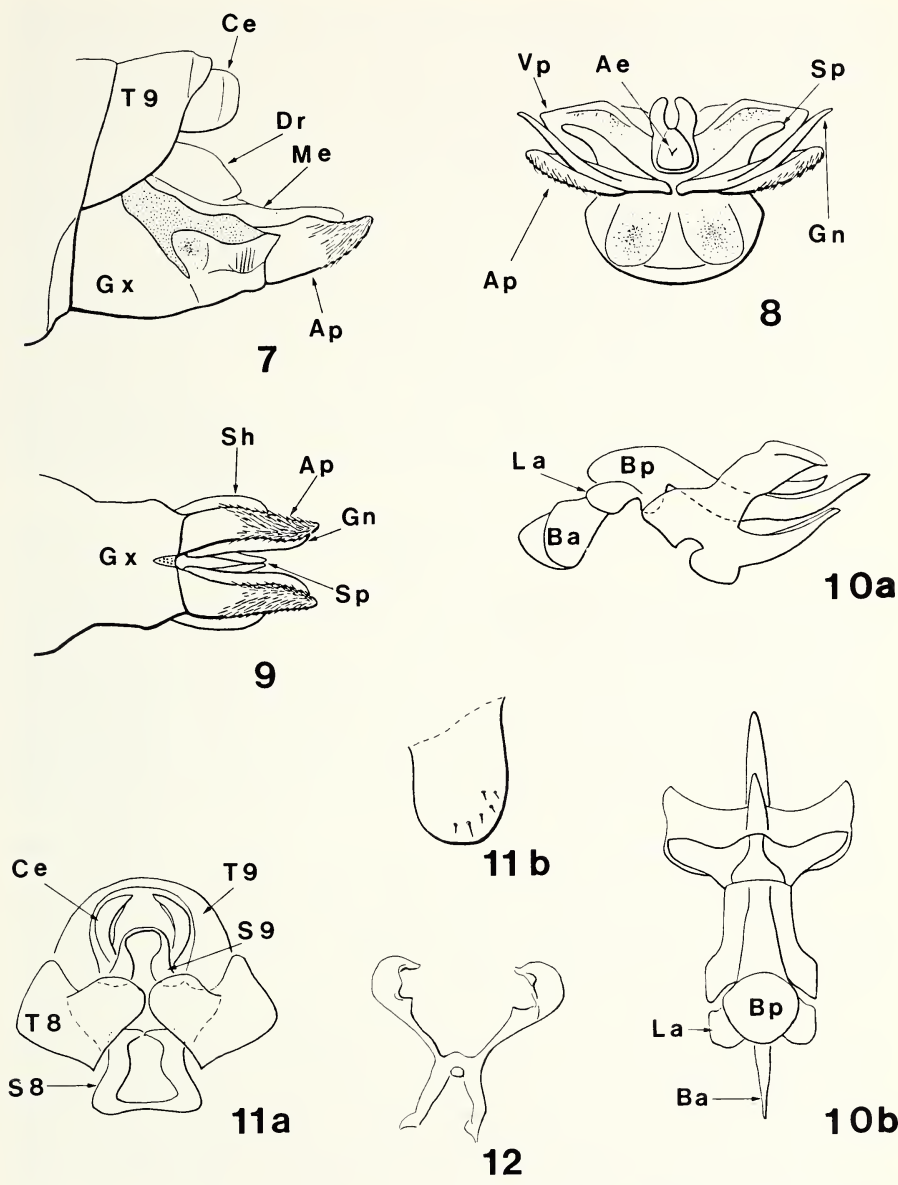 Ce
T9
Dr
Me
Gx
Ap
7
Vp
Ae
Sp
Ap
Gn
8
Sh
Ap
Gn
Gx
Sp
9
La
Bp
Ba
10a
11b
Ce
T9
S9
T8
S8
11a
12
Bp
La
Ba
10b